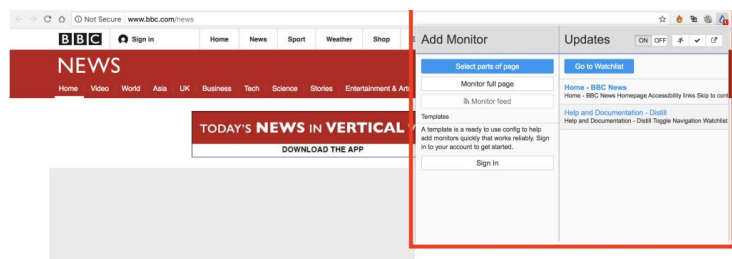 Not Secure | www.bbc.com/news
BBC Sign in Home News Sport Weather Shop
NEWS
Home Video World Asia UK Business Tech Science Stories Entertainment & Art
TODAY'S NEWS IN VERTICAL V
DOWNLOAD THE APP
Add Monitor
Select parts of page
Monitor full page
Monitor feed
Templates
A template is a ready to use config to help
add monitors quickly that works reliably. Sign
in to your account to get started.
Sign In
Updates ON OFF
Go to Watchlist
Home - BBC News
Home - BBC News Homepage Accessibility links Skip to cont
Help and Documentation - Distill
Help and Documentation - Distill Toggle Navigation Watchlist